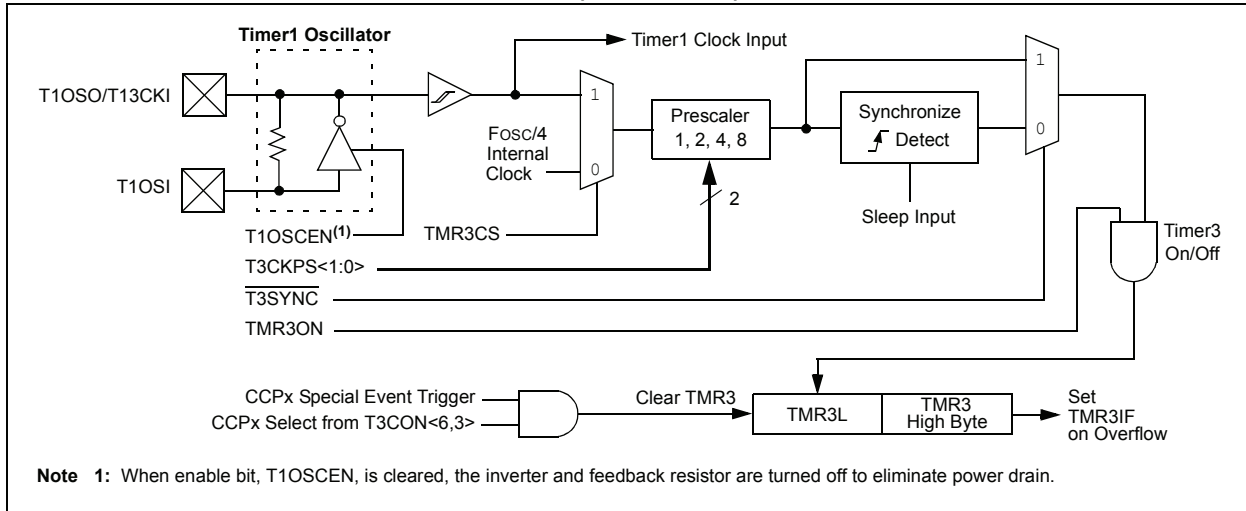 Timer1 Oscillator
Timer1 Clock Input
T1OSO/T13CKI
T1OSI
1
0
FOSC/4
Internal
Clock
Prescaler
1, 2, 4, 8
2
Synchronize
Detect
Sleep Input
1
0
Timer3
On/Off
T1OSCEN(1)
TMR3CS
T3CKPS<1:0>
T3SYNC
TMR3ON
CCPx Special Event Trigger
CCPx Select from T3CON<6,3>
Clear TMR3
TMR3L
TMR3
High Byte
Set
TMR3IF
on Overflow
Note 1: When enable bit, T1OSCEN, is cleared, the inverter and feedback resistor are turned off to eliminate power drain.